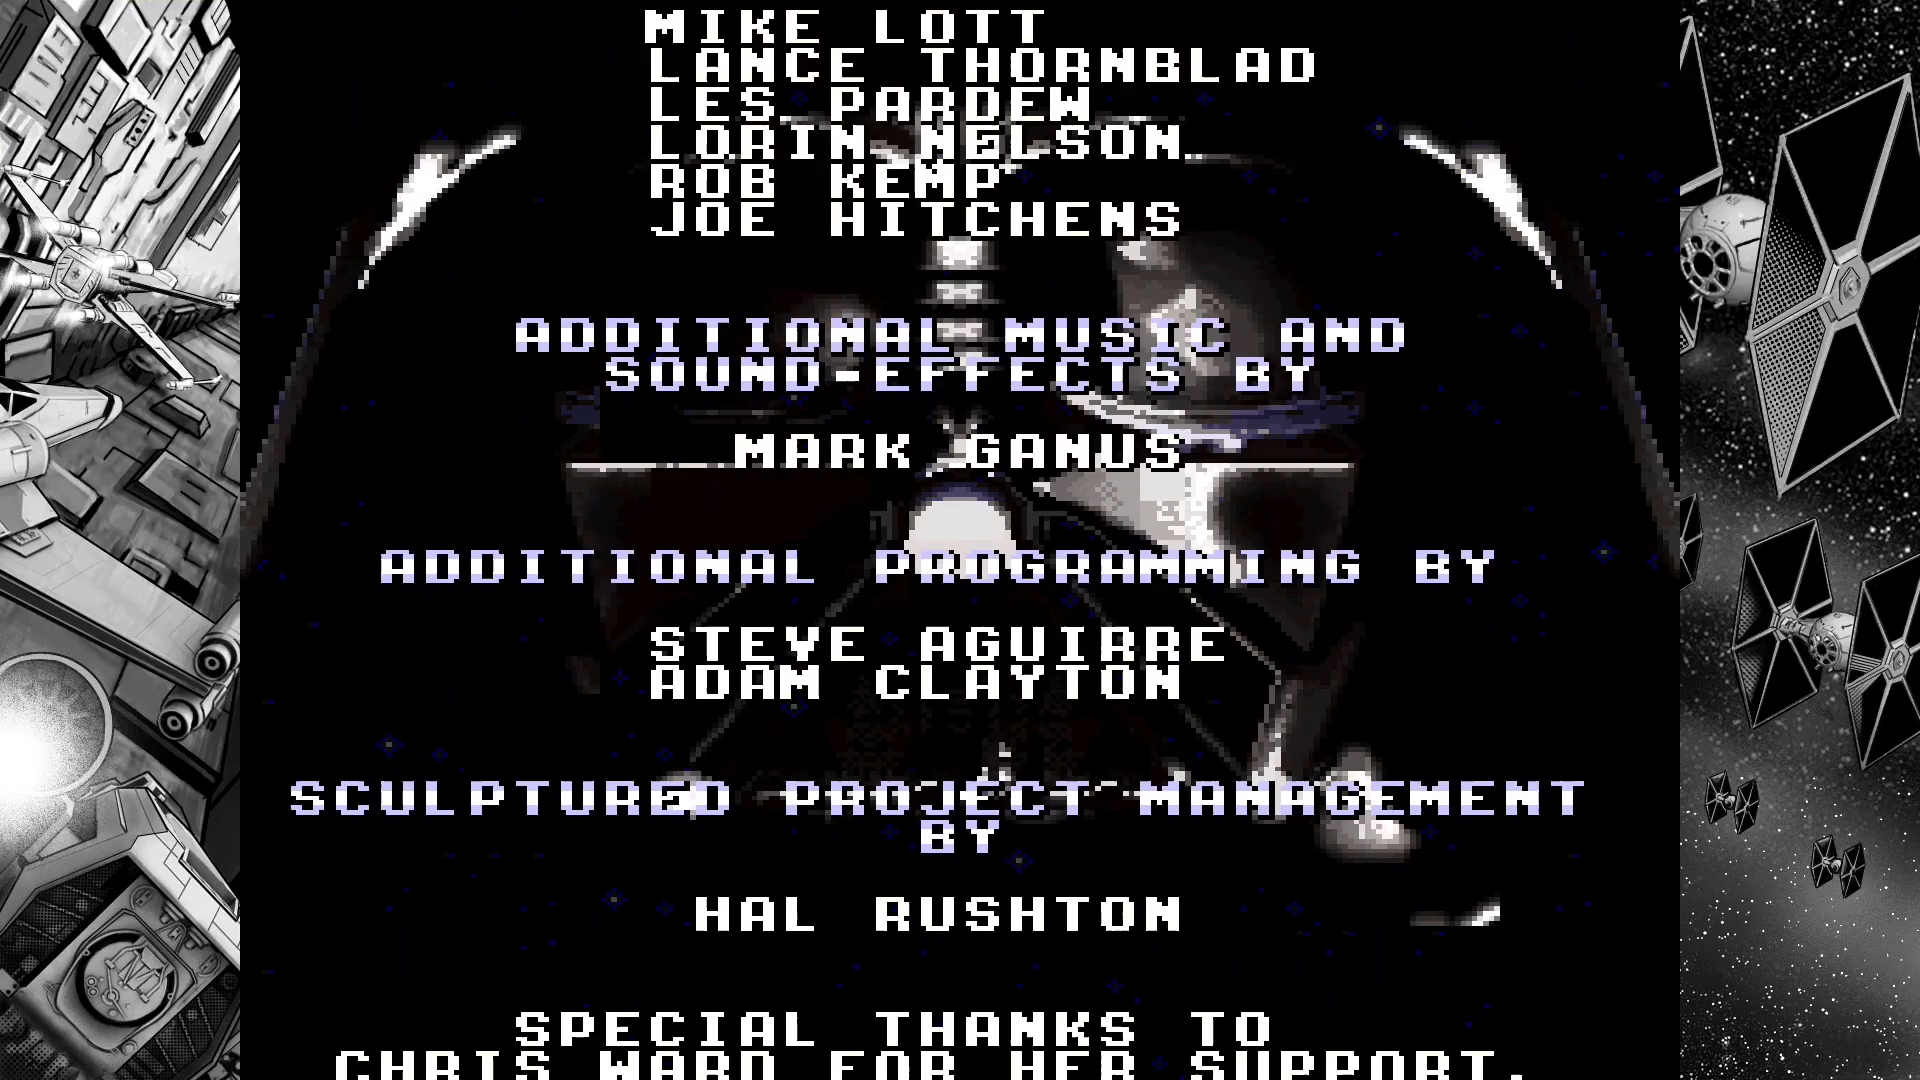 MIKE LOTT
LANCE THORNBLAD
LES PARDEW
LORIN NELSON
ROB KEMP
JOE HITCHENS
ADDITIONAL MUSIC AND
SOUND-EFFECTS BY
MARK GANUS
ADDITIONAL PROGRAMMING BY
STEVE AGUIRRE
ADAM CLAYTON
SCULPTURED PROJECT MANAGEMENT
BY
HAL RUSHTON
SPECIAL THANKS TO
CHRIS WARD FOR HER SUPPORT.